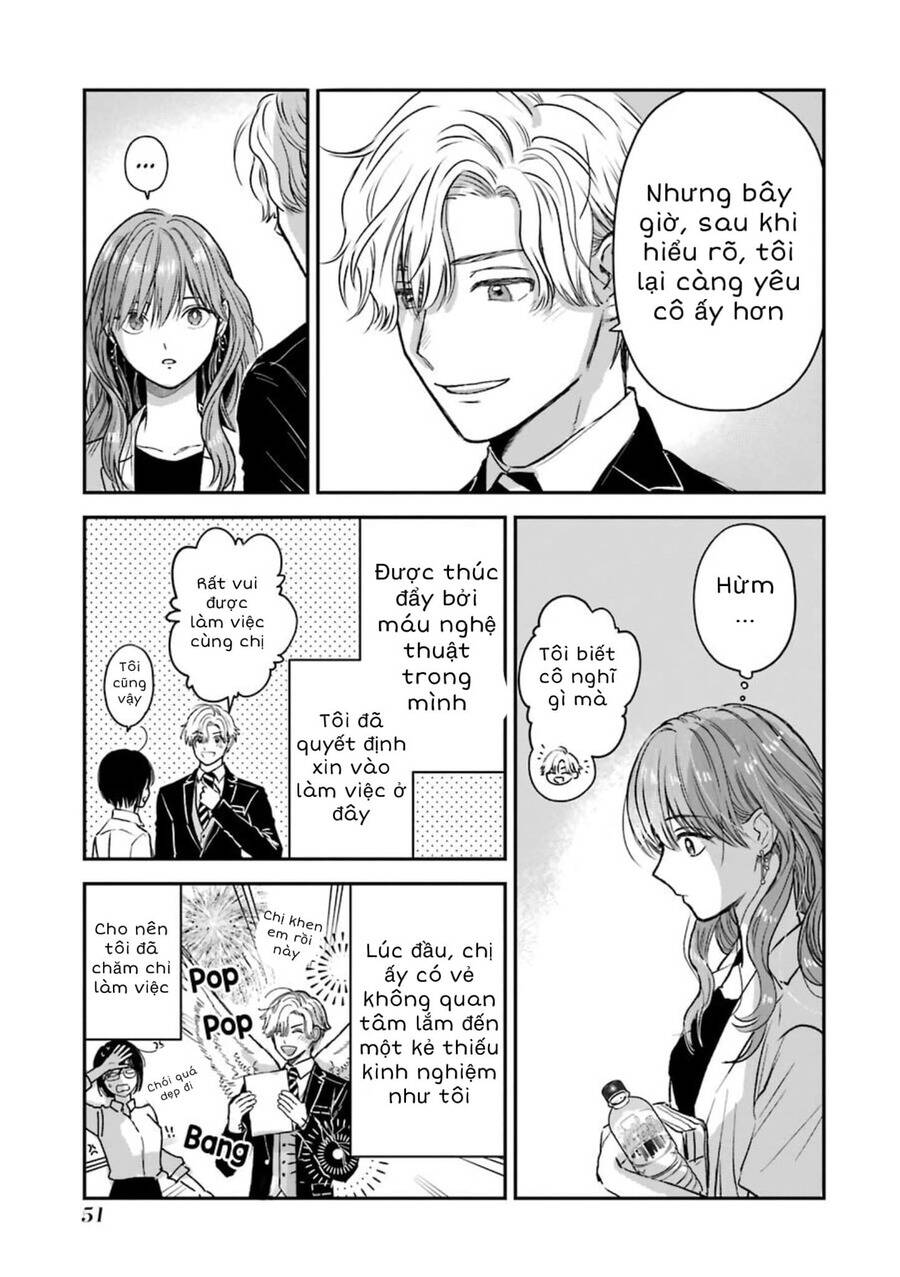 Nhưng bây
giờ, sau khi
hiểu rõ, tôi
lại càng yêu
cô ấy hơn
...
Hừm
...
Tôi biết
cô nghĩ
gì mà
Được thúc
đẩy bởi
máu nghệ
thuật
trong
mình
Tôi đã
quyết định
xin vào
làm việc ở
đây
Rất vui
được
làm việc
cùng chị
Tôi
cũng
vậy
Lúc đầu, chị
ấy có vẻ
không quan
tâm lắm đến
một kẻ thiếu
kinh nghiệm
như tôi
Cho nên
tôi đã
chăm chỉ
làm việc
Chị khen
em rồi
này
Pop
Pop
Bang
Chói quá
dẹp đi
51